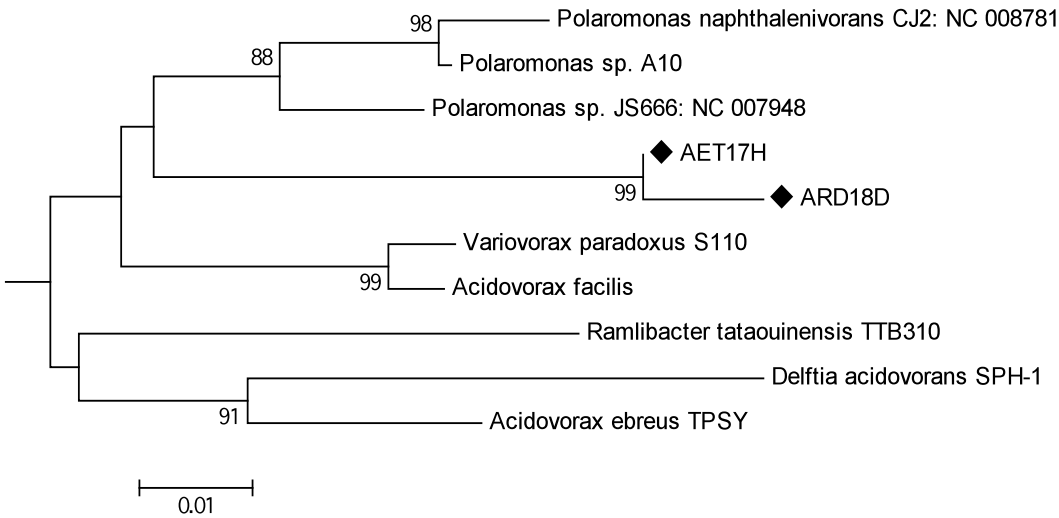 98
Polaromonas naphthalenivorans CJ2: NC 008781
88
Polaromonas sp. A10
Polaromonas sp. JS666: NC 007948
AET17H
99
ARD18D
Variovorax paradoxus S110
99
Acidovorax facilis
Ramlibacter tataouinensis TTB310
Delftia acidovorans SPH-1
91
Acidovorax ebreus TPSY
0.01